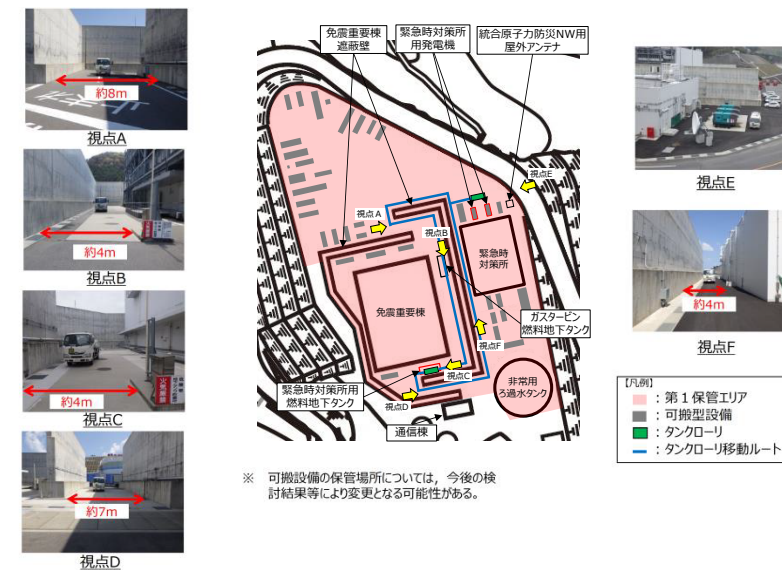 約8m
視点A
約4m
視点B
約4m
視点C
約7m
視点D
免震重要棟
遮蔽壁
緊急時対策所
用発電機
統合原子力防災NW用
屋外アンテナ
視点E
視点A
視点B
緊急時
対策所
免震重要棟
ガスタービン
燃料地下タンク
視点F
視点C
緊急時対策所用
燃料地下タンク
視点D
非常用
ろ過水タンク
通信棟
※ 可搬設備の保管場所については，今後の検
討結果等により変更となる可能性がある。
視点E
約4m
視点F
【凡例】
：第１保管エリア
：可搬型設備
：タンクローリ
：タンクローリ移動ルート